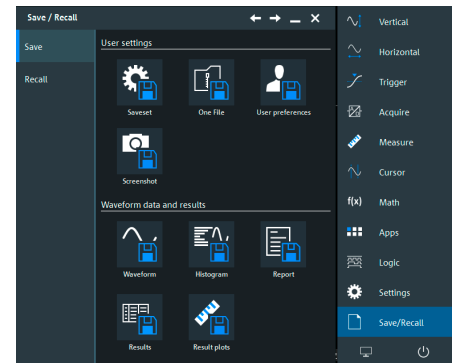 Save / Recall
Save
Recall
User settings
Saveset
One File
User preferences
Screenshot
Waveform data and results
Waveform
Histogram
Report
Results
Result plots
Vertical
Horizontal
Trigger
Acquire
Measure
Cursor
f(x) Math
Apps
Logic
Settings
Save/Recall